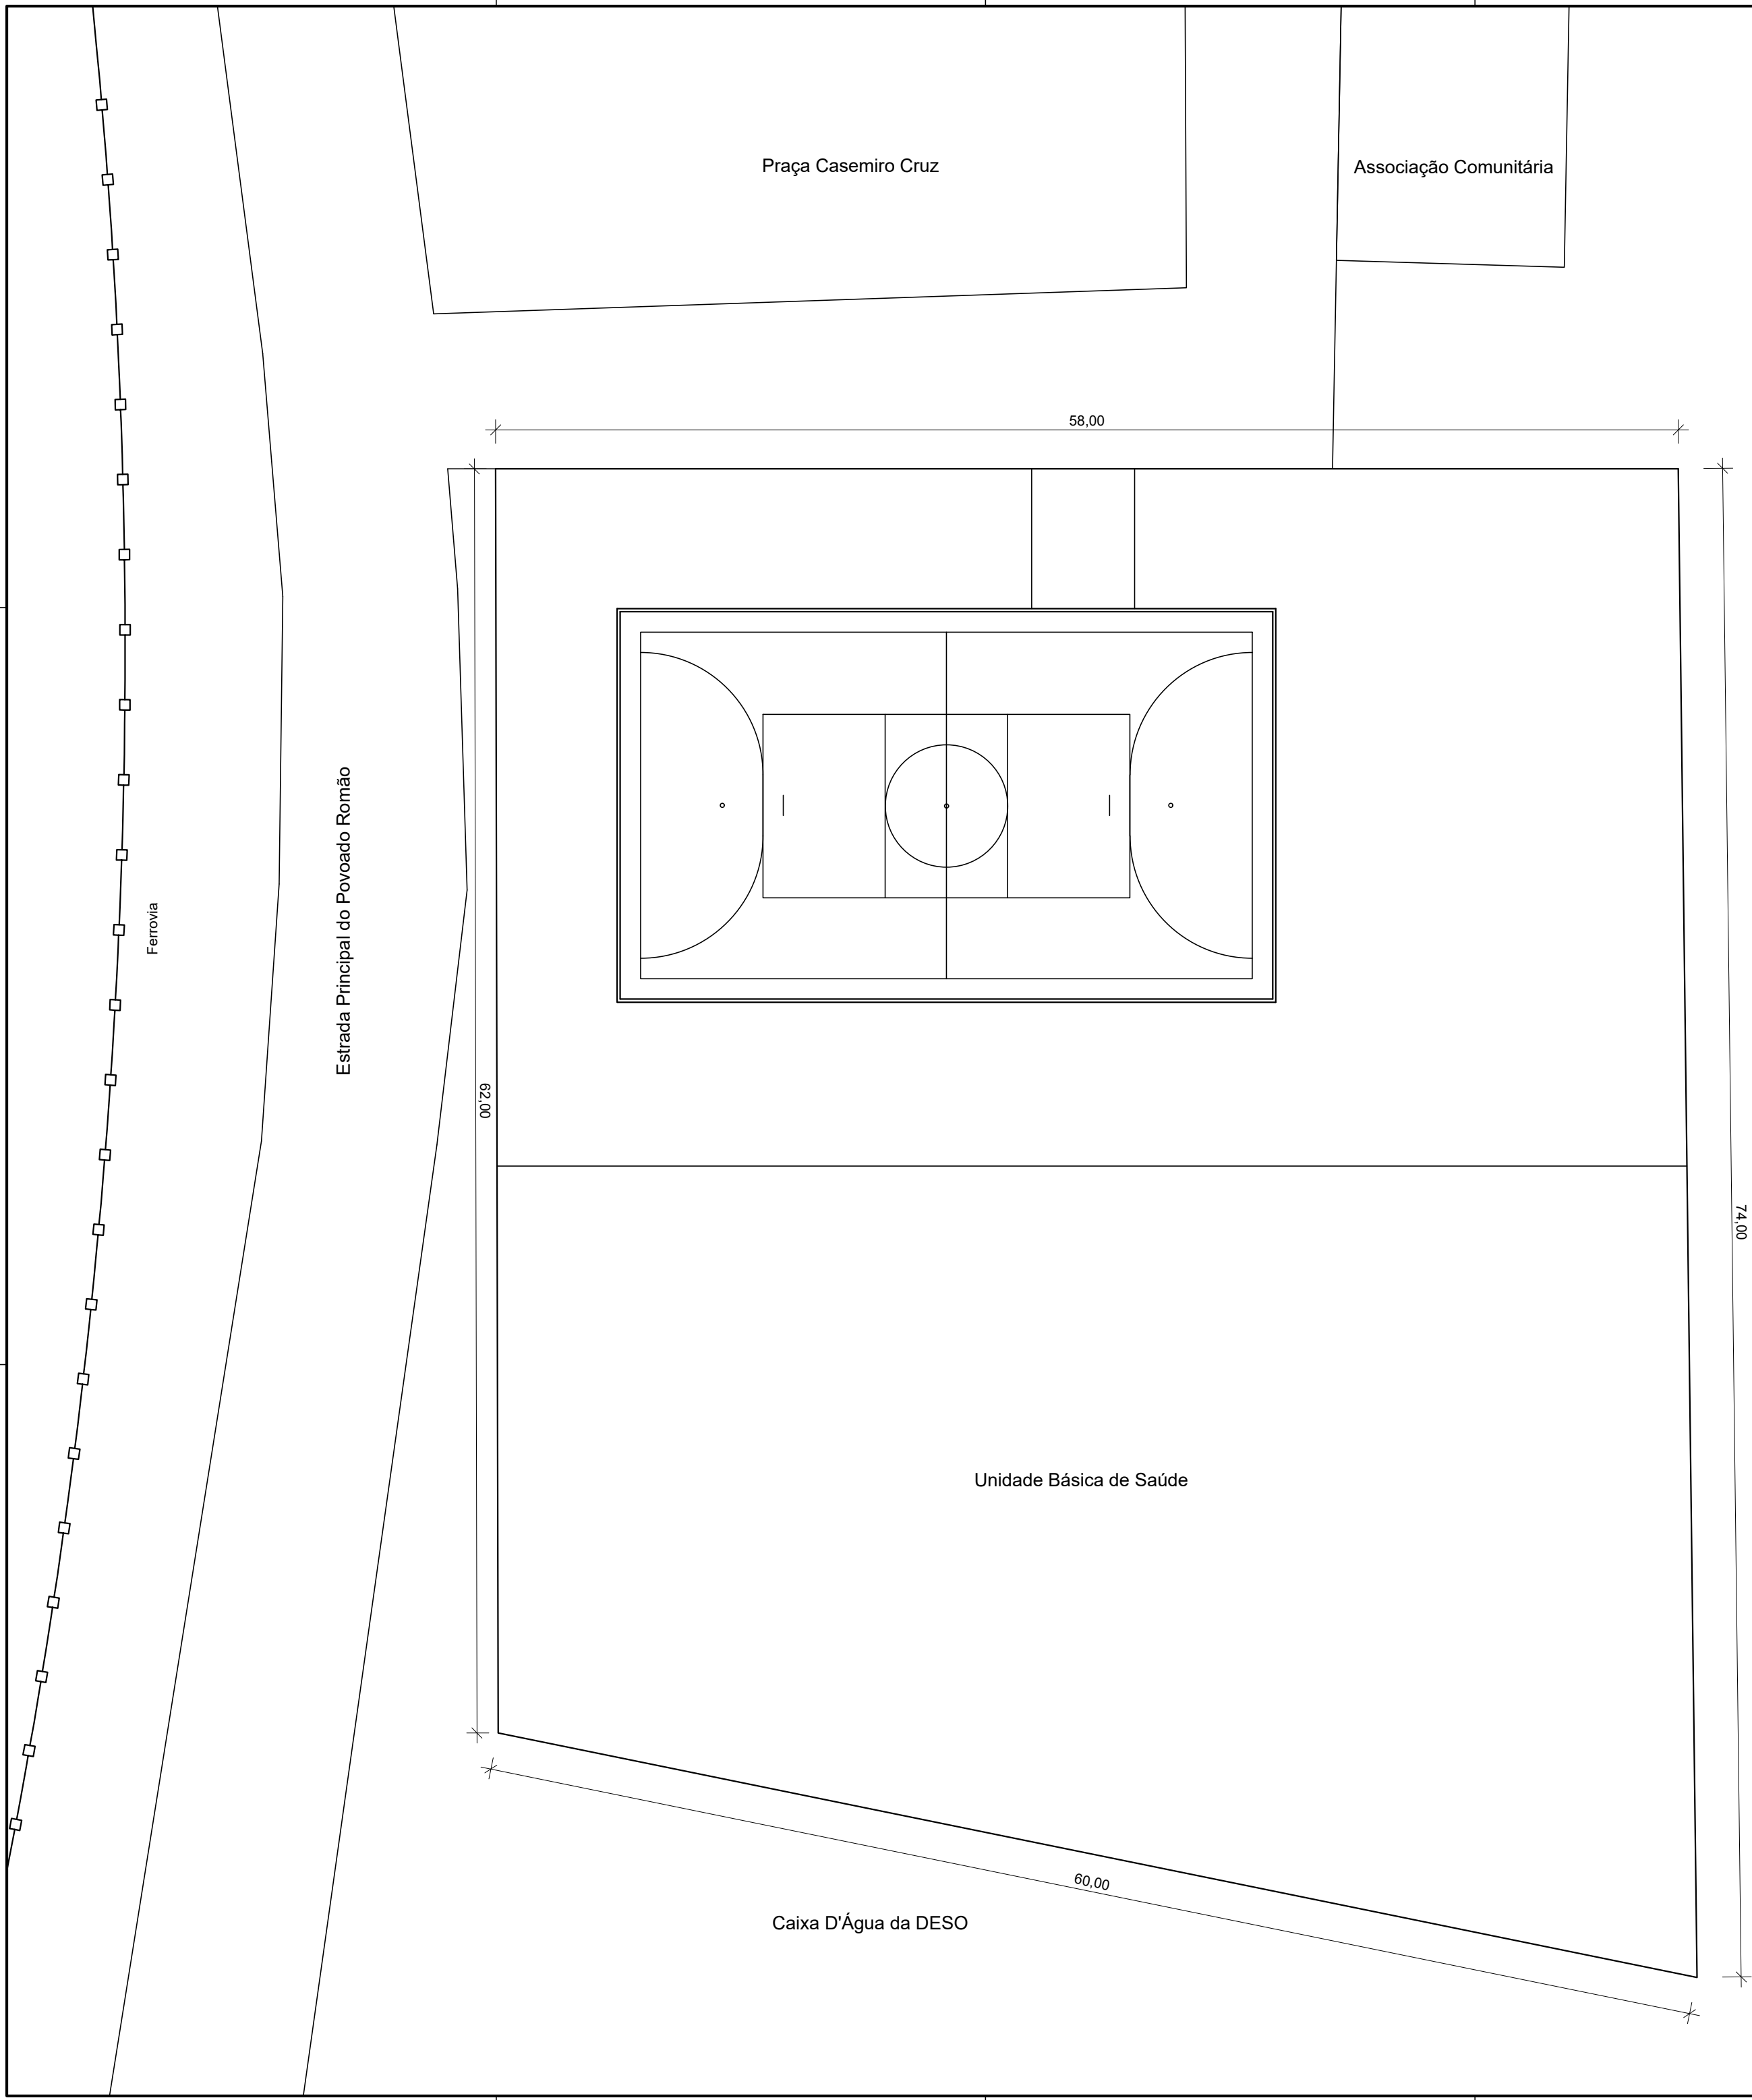 Praça Casemiro Cruz
Associação Comunitária
58,00
Estrada Principal do Povoado Romão
Ferrovia
62,00
74,00
Unidade Básica de Saúde
60,00
Caixa D'Água da DESO